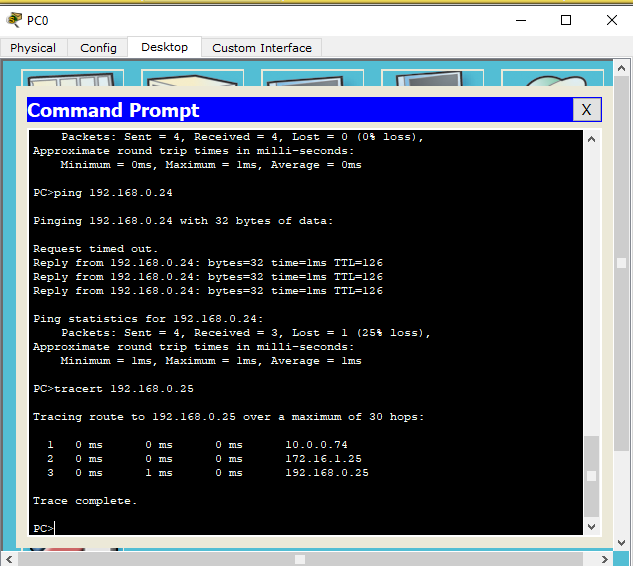 PC0
Physical Config Desktop Custom Interface
Command Prompt X
Packets: Sent = 4, Received = 4, Lost = 0 (0% loss),
Approximate round trip times in milli-seconds:
Minimum = 0ms, Maximum = 1ms, Average = 0ms
PC>ping 192.168.0.24
Pinging 192.168.0.24 with 32 bytes of data:
Request timed out.
Reply from 192.168.0.24: bytes=32 time=1ms TTL=126
Reply from 192.168.0.24: bytes=32 time=1ms TTL=126
Reply from 192.168.0.24: bytes=32 time=1ms TTL=126
Ping statistics for 192.168.0.24:
Packets: Sent = 4, Received = 3, Lost = 1 (25% loss),
Approximate round trip times in milli-seconds:
Minimum = 1ms, Maximum = 1ms, Average = 1ms
PC>tracert 192.168.0.25
Tracing route to 192.168.0.25 over a maximum of 30 hops:
1 0 ms 0 ms 0 ms 10.0.0.74
2 0 ms 0 ms 0 ms 172.16.1.25
3 0 ms 1 ms 0 ms 192.168.0.25
Trace complete.
PC>